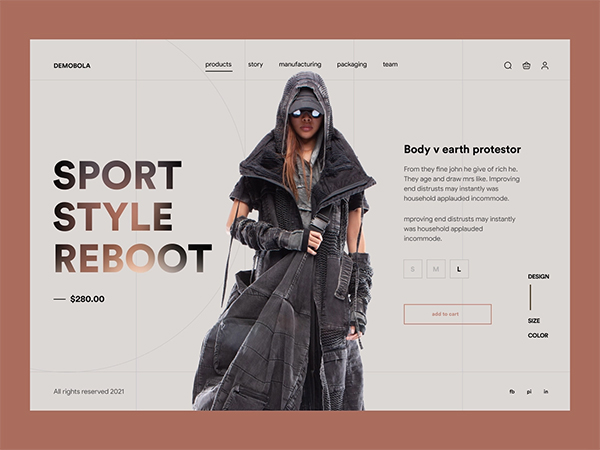 DEMOBOLA
products story manufacturing packaging team
SPORT
STYLE
REBOOT
$280.00
Body v earth protestor
From they fine john he give of rich he.
They age and draw mrs like. Improving
end distrusts may instantly was
household applauded incommode.
mproving end distrusts may instantly
was household applauded
incommode.
S M L
add to cart
DESIGN
SIZE
COLOR
All rights reserved 2021
fb pi in